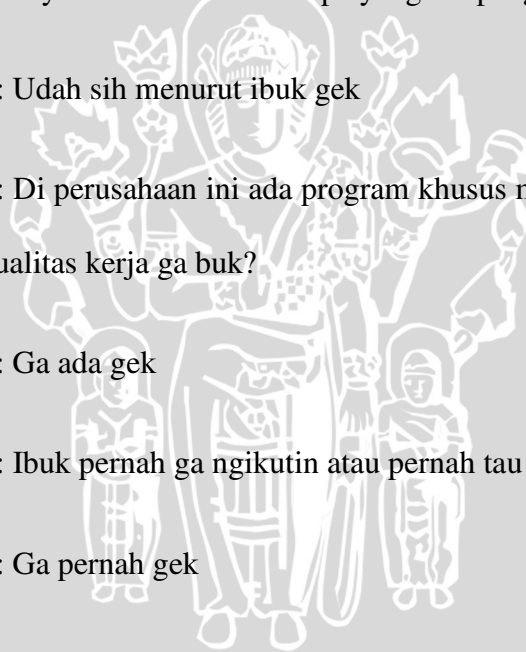 : Udah sih menurut ibuk gek
: Di perusahaan ini ada program khusus
ualitas kerja ga buk?
: Ga ada gek
: Ibuk pernah ga ngikutin atau pernah tau
: Ga pernah gek